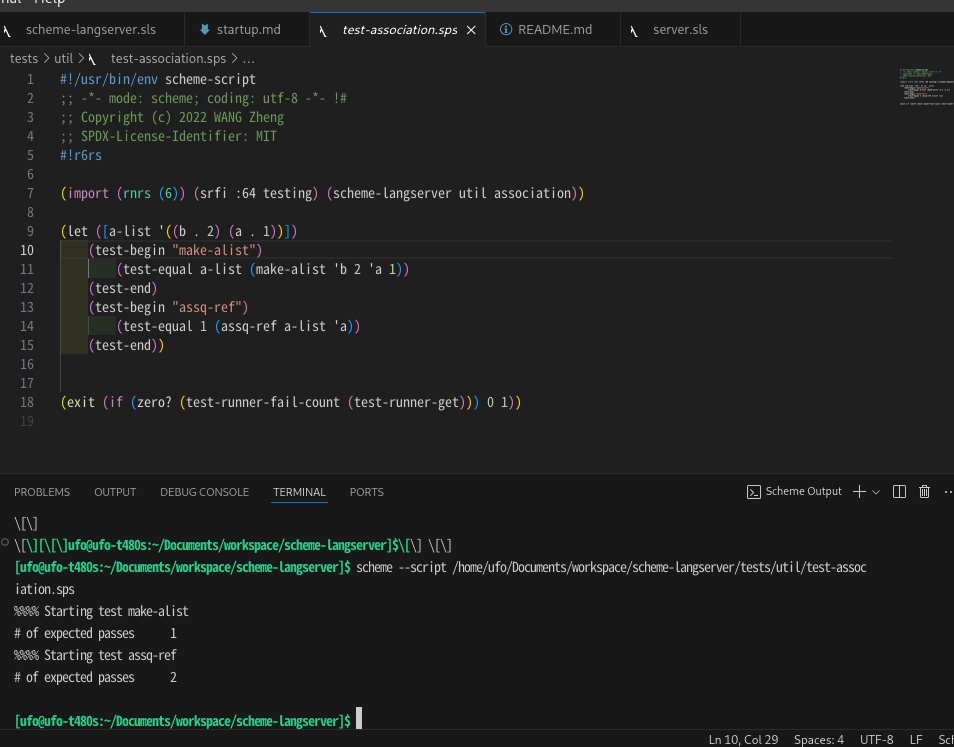 nal Help
scheme-langserver.sls startup.md test-association.sps README.md server.sls
tests > util > test-association.sps > ...
1 #!/usr/bin/env scheme-script
2 ;; -*- mode: scheme; coding: utf-8 -*- !#
3 ;; Copyright (c) 2022 WANG Zheng
4 ;; SPDX-License-Identifier: MIT
5 #!r6rs
6
7 (import (rnrs (6)) (srfi :64 testing) (scheme-langserver util association))
8
9 (let ([a-list '((b . 2) (a . 1))])
10     (test-begin "make-alist")
11         (test-equal a-list (make-alist 'b 2 'a 1))
12     (test-end)
13     (test-begin "assq-ref")
14         (test-equal 1 (assq-ref a-list 'a))
15     (test-end))
16
17
18 (exit (if (zero? (test-runner-fail-count (test-runner-get))) 0 1))
19
PROBLEMS OUTPUT DEBUG CONSOLE TERMINAL PORTS Scheme Output
\[\]
\[\][\[\]ufo@ufo-t480s:~/Documents/workspace/scheme-langserver]$\[\] \[\]
[ufo@ufo-t480s:~/Documents/workspace/scheme-langserver]$ scheme --script /home/ufo/Documents/workspace/scheme-langserver/tests/util/test-assoc
iation.sps
%%%% Starting test make-alist
# of expected passes      1
%%%% Starting test assq-ref
# of expected passes      2
[ufo@ufo-t480s:~/Documents/workspace/scheme-langserver]$
Ln 10, Col 29 Spaces: 4 UTF-8 LF Sch